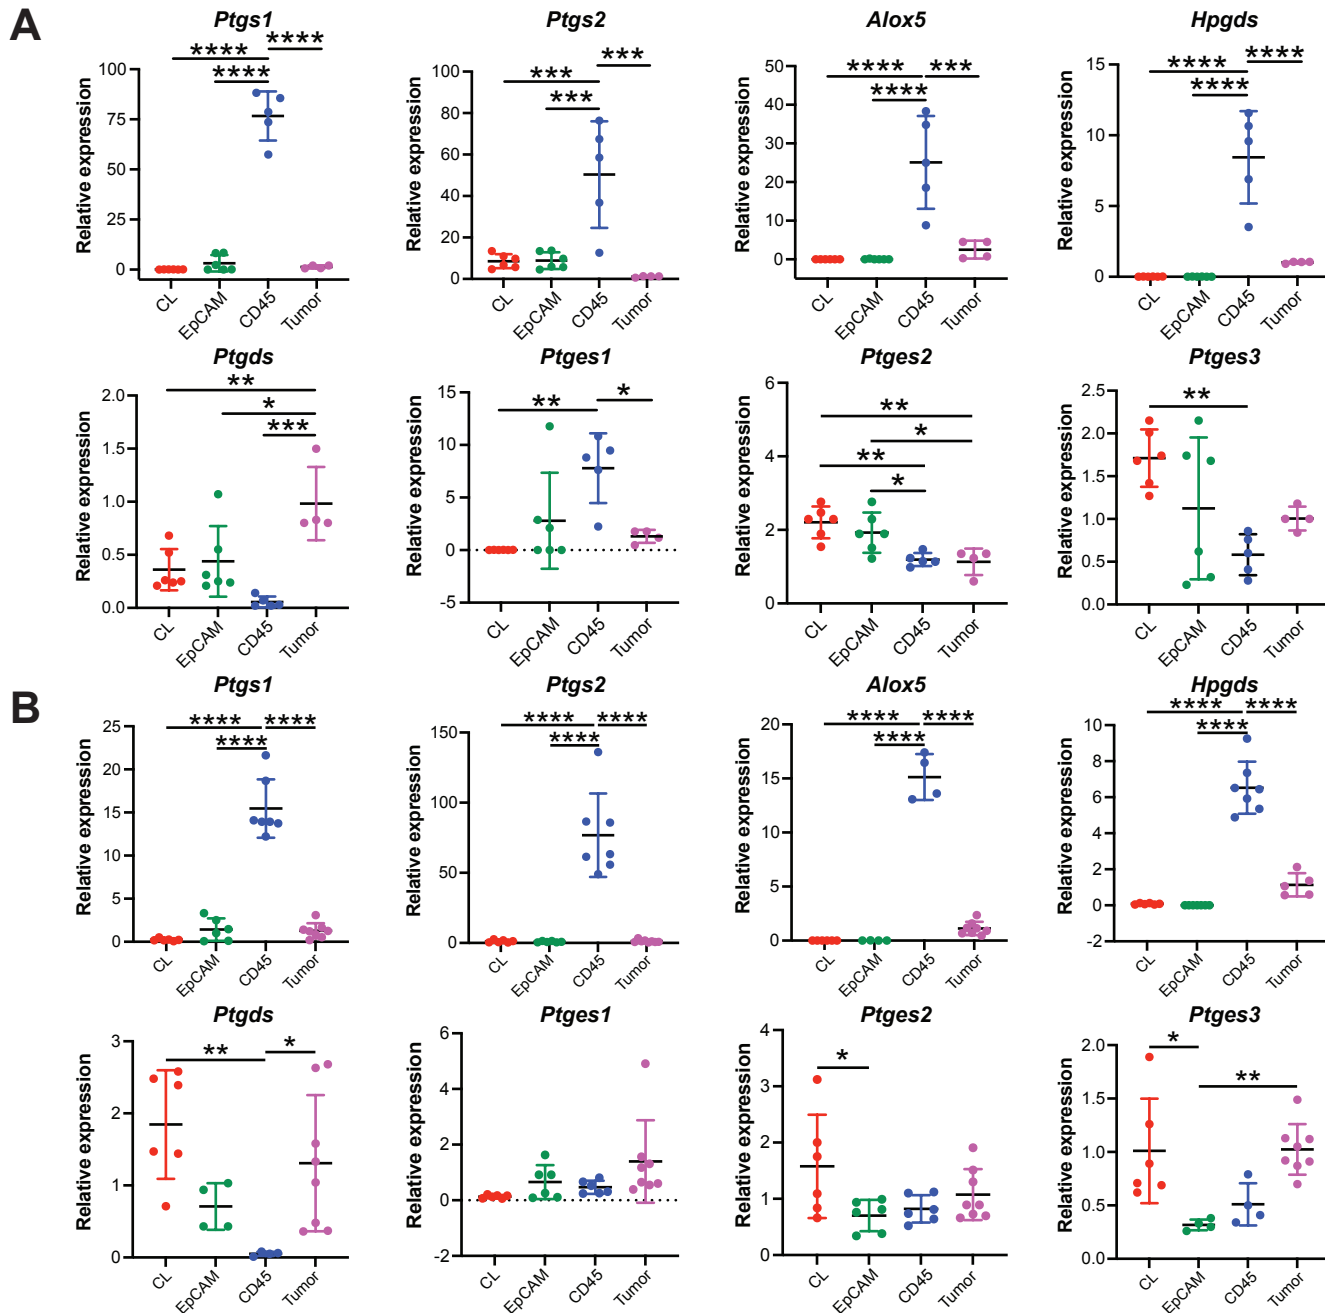 A
Ptgs1
Ptgs2
Alox5
Hpgds
**** ****
****
*** ***
***
**** ***
****
**** ****
****
Relative expression
100
75
50
25
0
CL
EpCAM
CD45
Tumor
Relative expression
100
80
60
40
20
0
CL
EpCAM
CD45
Tumor
Relative expression
50
40
30
20
10
0
CL
EpCAM
CD45
Tumor
Relative expression
15
10
5
0
CL
EpCAM
CD45
Tumor
Ptgds
**
*
***
Relative expression
2.0
1.5
1.0
0.5
0.0
CL
EpCAM
CD45
Tumor
Ptges1
** *
Relative expression
15
10
5
0
-5
CL
EpCAM
CD45
Tumor
Ptges2
**
*
**
*
Relative expression
6
4
2
0
CL
EpCAM
CD45
Tumor
Ptges3
**
Relative expression
2.5
2.0
1.5
1.0
0.5
0.0
CL
EpCAM
CD45
Tumor
B
Ptgs1
**** ****
****
Relative expression
25
20
15
10
5
0
CL
EpCAM
CD45
Tumor
Ptgs2
**** ****
****
Relative expression
150
100
50
0
CL
EpCAM
CD45
Tumor
Alox5
**** ****
****
Relative expression
20
15
10
5
0
CL
EpCAM
CD45
Tumor
Hpgds
**** ****
****
Relative expression
10
8
6
4
2
0
-2
CL
EpCAM
CD45
Tumor
Ptgds
** *
Relative expression
3
2
1
0
CL
EpCAM
CD45
Tumor
Ptges1
Relative expression
6
4
2
0
-2
CL
EpCAM
CD45
Tumor
Ptges2
*
Relative expression
4
3
2
1
0
CL
EpCAM
CD45
Tumor
Ptges3
*
**
Relative expression
2.0
1.5
1.0
0.5
0.0
CL
EpCAM
CD45
Tumor